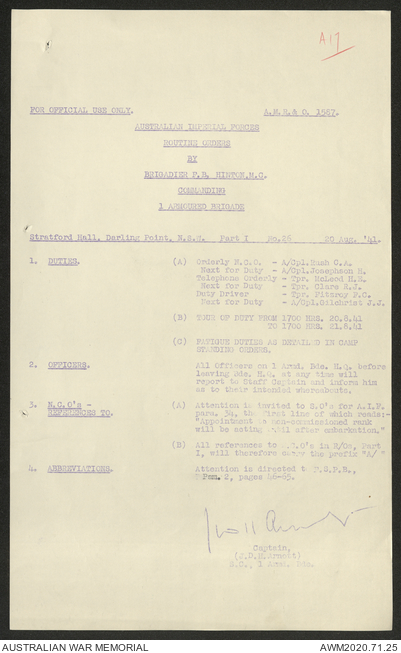 A17
FOR OFFICIAL USE ONLY.
A.M.R.& O. 1567.
AUSTRALIAN IMPERIAL FORCES
ROUTINE ORDERS
BY
BRIGADIER F.B. HINTON, M.C.
COMMANDING
1 ARMOURED BRIGADE
Stratford Hall, Darling Point, N.S.W. Part I No.26 20 Aug. '41.
1. DUTIES. (A) Orderly N.C.O. - A/Cpl. Rush C.A.
Next for Duty - A/Cpl. Josephson
Telephone Orderly - Tpr. McLeod
Next for Duty - Tpr. Clare R.J.
Duty Driver - Tpr. Fitzroy F.C.
Next for Duty - A/Cpl. Gilchrist J.J.
(B) TOUR OF DUTY FROM 1700 HRS. 20.8.41
TO 1700 HRS. 21.8.41
(C) FATIGUE DUTIES AS DETAILED IN CAMP
STANDING ORDERS.
2. OFFICERS. All Officers on 1 Armd. Bde. H.Q. before
leaving Bde. H.Q. at any time will
report to Staff Captain and inform him
as to their intended whereabouts.
3. N.C.O's - (A) Attention is invited to S.O's for A.I.F.
REFERENCES TO. para. 34, the first line of which reads:-
"Appointment to non-commissioned rank
will be acting until after embarkation."
(B) All references to N.C.O's in R/Os, Part
I, will therefore carry the prefix "A/"
4. ABBREVIATIONS. Attention is directed to F.S.P.B.,
Pam. 2, pages 46-65.
Captain,
S.C., 1 Armd. Bde.
AUSTRALIAN WAR MEMORIAL
AWM2020.71.25